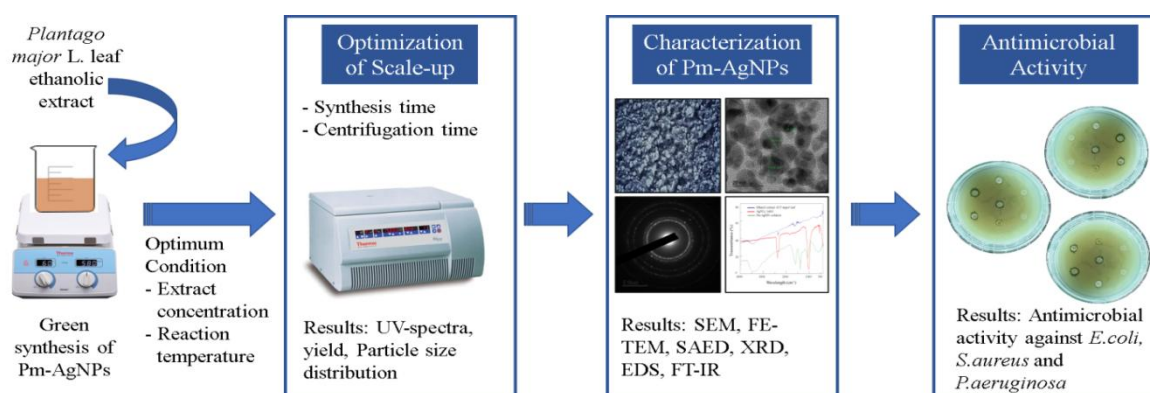 Plantago
major L. leaf
ethanolic
extract
Green
synthesis of
Pm-AgNPs
Optimum
Condition
- Extract
concentration
- Reaction
temperature
Optimization
of Scale-up
- Synthesis time
- Centrifugation time
Thermo
Results: UV-spectra,
yield, Particle size
distribution
Characterization
of Pm-AgNPs
Results: SEM, FE-
TEM, SAED, XRD,
EDS, FT-IR
Antimicrobial
Activity
Results: Antimicrobial
activity against E.coli,
S.aureus and
P.aeruginosa